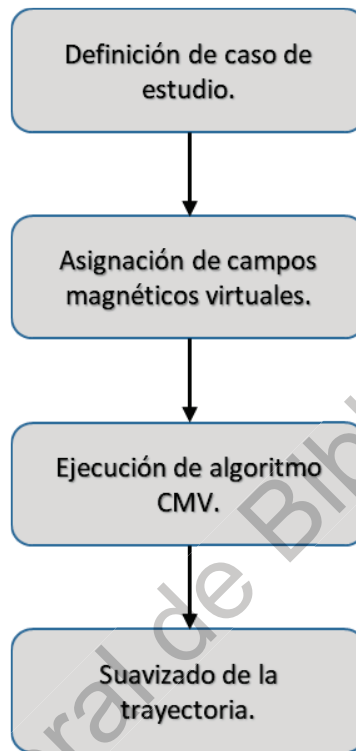 Definición de caso de
estudio.
Asignación de campos
magnéticos virtuales.
Ejecución de algoritmo
CMV.
Suavizado de la
trayectoria.